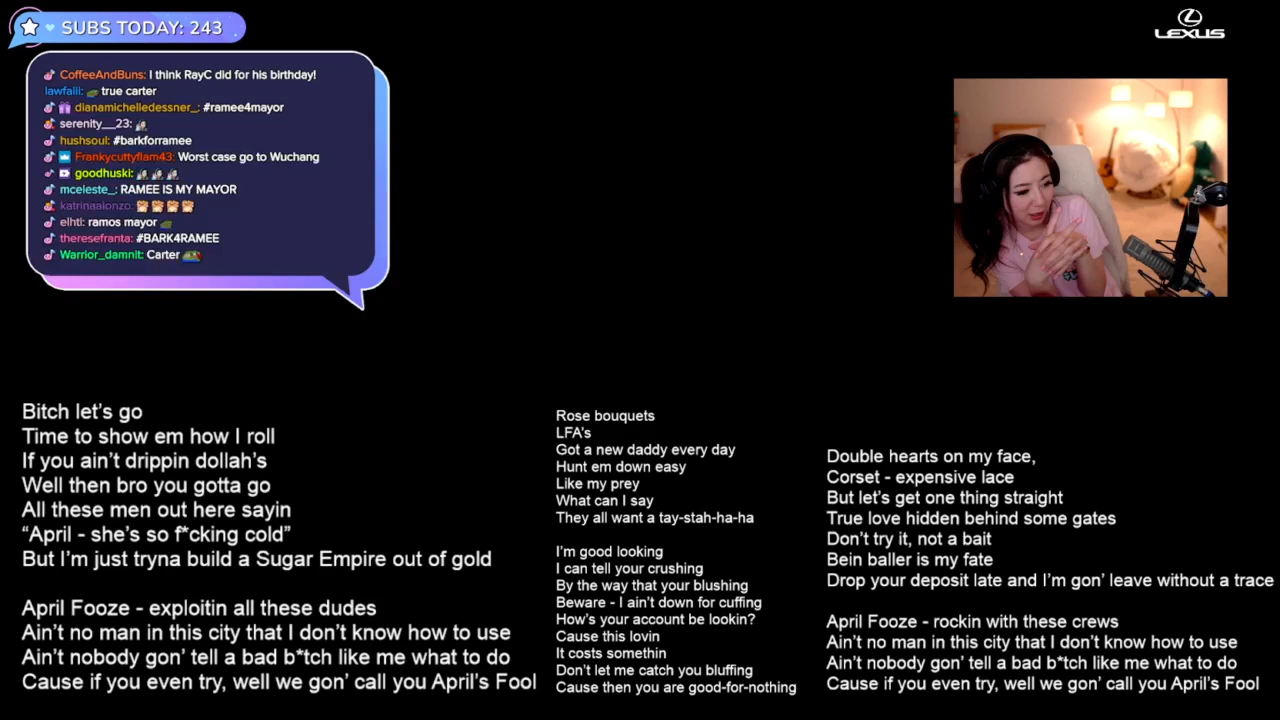 SUBS TODAY: 243
LEXUS
CoffeeAndBuns: I think RayC did for his birthday!
lawfaili: true carter
dianamichelledessner_: #ramee4mayor
serenity__23:
hushsoul: #barkforramee
Frankycuttyflam43: Worst case go to Wuchang
goodhuski:
mceleste_: RAMEE IS MY MAYOR
katrinaalonzo:
elhti: ramos mayor
theresefranta: #BARK4RAMEE
Warrior_damnit: Carter
Bitch let's go
Time to show em how I roll
If you ain't drippin dollah's
Well then bro you gotta go
All these men out here sayin
“April - she's so f*cking cold”
But I'm just tryna build a Sugar Empire out of gold
April Fooze - exploitin all these dudes
Ain't no man in this city that I don't know how to use
Ain't nobody gon' tell a bad b*tch like me what to do
Cause if you even try, well we gon' call you April's Fool
Rose bouquets
LFA's
Got a new daddy every day
Hunt em down easy
Like my prey
What can I say
They all want a tay-stah-ha-ha
I'm good looking
I can tell your crushing
By the way that your blushing
Beware - I ain't down for cuffing
How's your account be lookin?
Cause this lovin
It costs somethin
Don't let me catch you bluffing
Cause then you are good-for-nothing
Double hearts on my face,
Corset - expensive lace
But let's get one thing straight
True love hidden behind some gates
Don't try it, not a bait
Bein baller is my fate
Drop your deposit late and I'm gon' leave without a trace
April Fooze - rockin with these crews
Ain't no man in this city that I don't know how to use
Ain't nobody gon' tell a bad b*tch like me what to do
Cause if you even try, well we gon' call you April's Fool